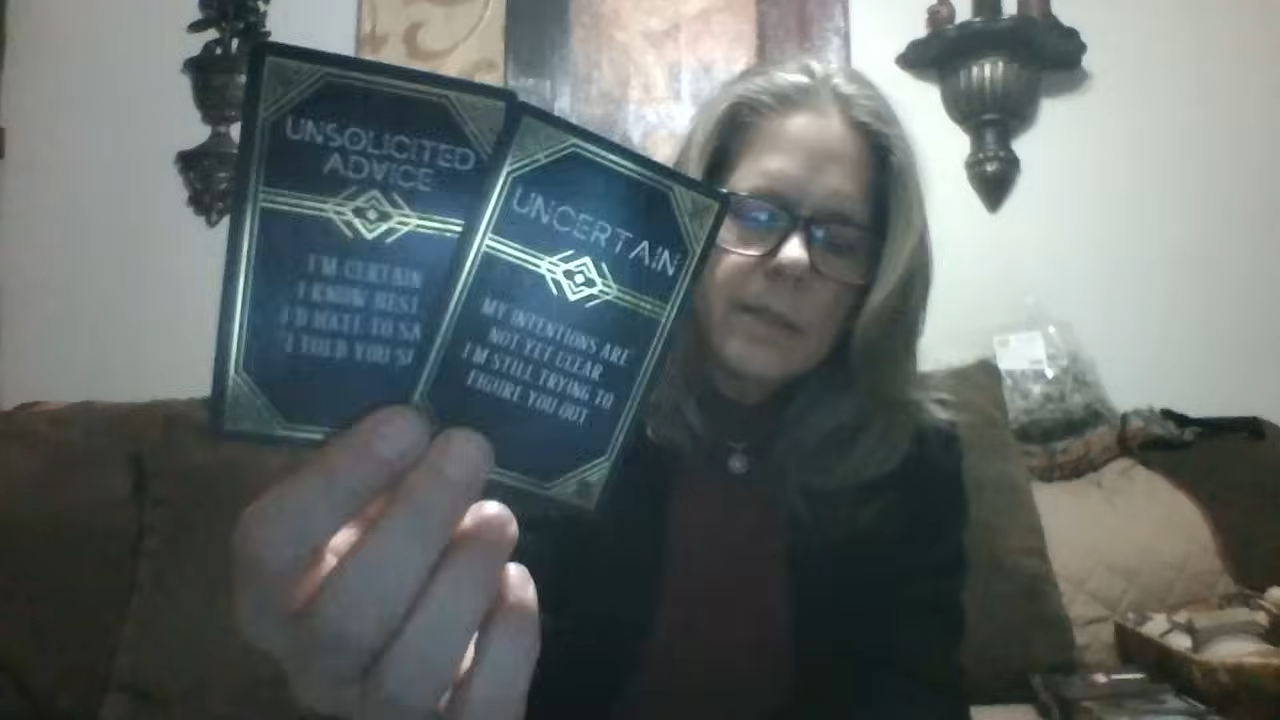 UNSOLICITED
ADVICE
I'M CERTAIN
I KNOW BEST
I'D HATE TO SA
"I TOLD YOU S
UNCERTAIN
MY INTENTIONS ARE
NOT YET CLEAR.
I'M STILL TRYING TO
FIGURE YOU OUT.